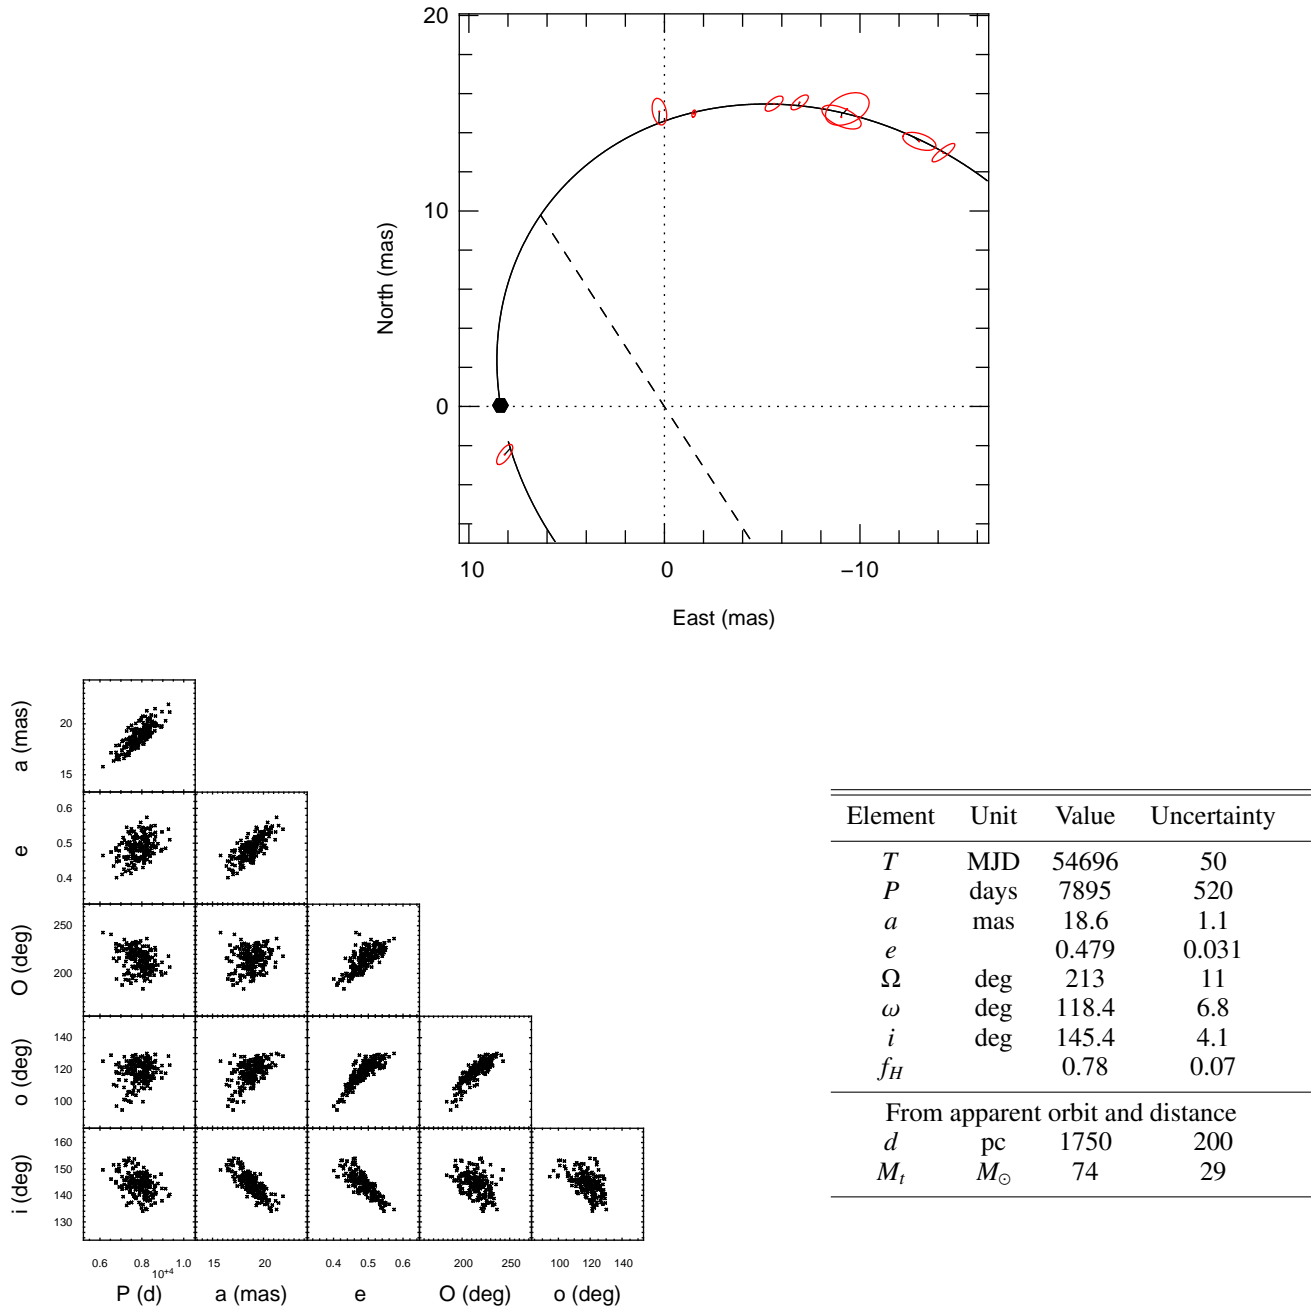 20
10
0
North (mas)
10
0
−10
East (mas)
a (mas)
20
15
e
0.6
0.5
0.4
O (deg)
250
200
o (deg)
140
120
100
i (deg)
160
150
140
130
0.6 0.8 1.0
10+4
15 20
0.4 0.5 0.6
200 250
100 120 140
P (d) a (mas) e O (deg) o (deg)
Element Unit Value Uncertainty
T MJD 54696 50
P days 7895 520
a mas 18.6 1.1
e 0.479 0.031
Ω deg 213 11
ω deg 118.4 6.8
i deg 145.4 4.1
fH 0.78 0.07
From apparent orbit and distance
d pc 1750 200
Mt M⊙ 74 29